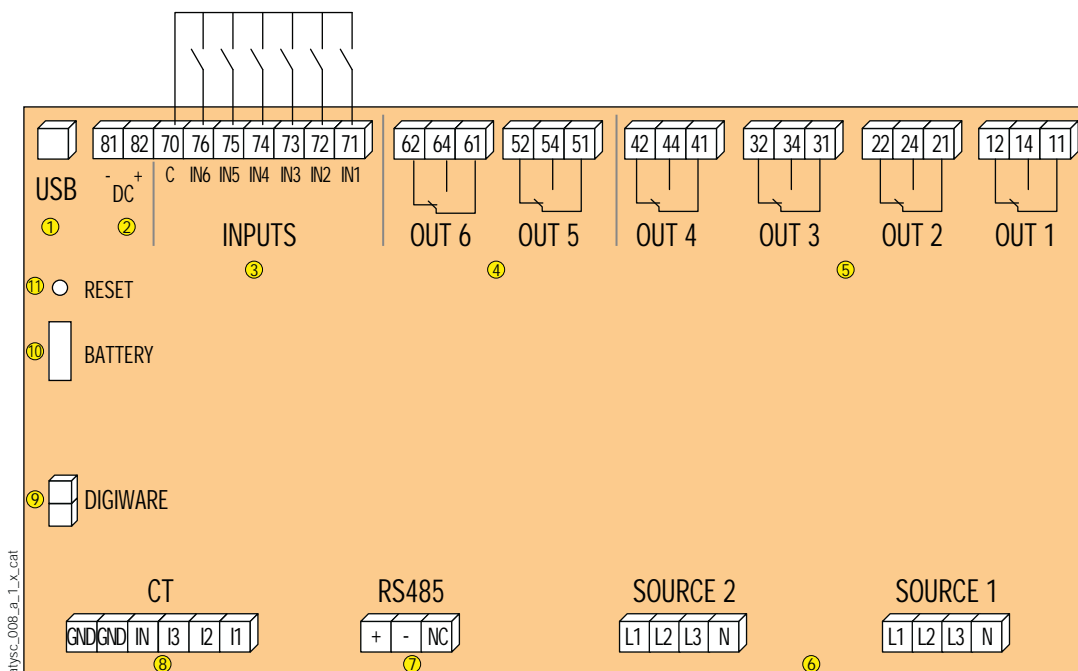 81 82 70 76 75 74 73 72 71 62 64 61 52 54 51 42 44 41 32 34 31 22 24 21 12 14 11
- + C IN6 IN5 IN4 IN3 IN2 IN1
USB DC
① ②
INPUTS OUT 6 OUT 5 OUT 4 OUT 3 OUT 2 OUT 1
③ ④ ⑤
⑪ RESET
⑩ BATTERY
⑨ DIGIWARE
CT RS485 SOURCE 2 SOURCE 1
GND GND IN I3 I2 I1 + - NC L1 L2 L3 N L1 L2 L3 N
⑧ ⑦ ⑥
atysc_008_a_1_x_cat